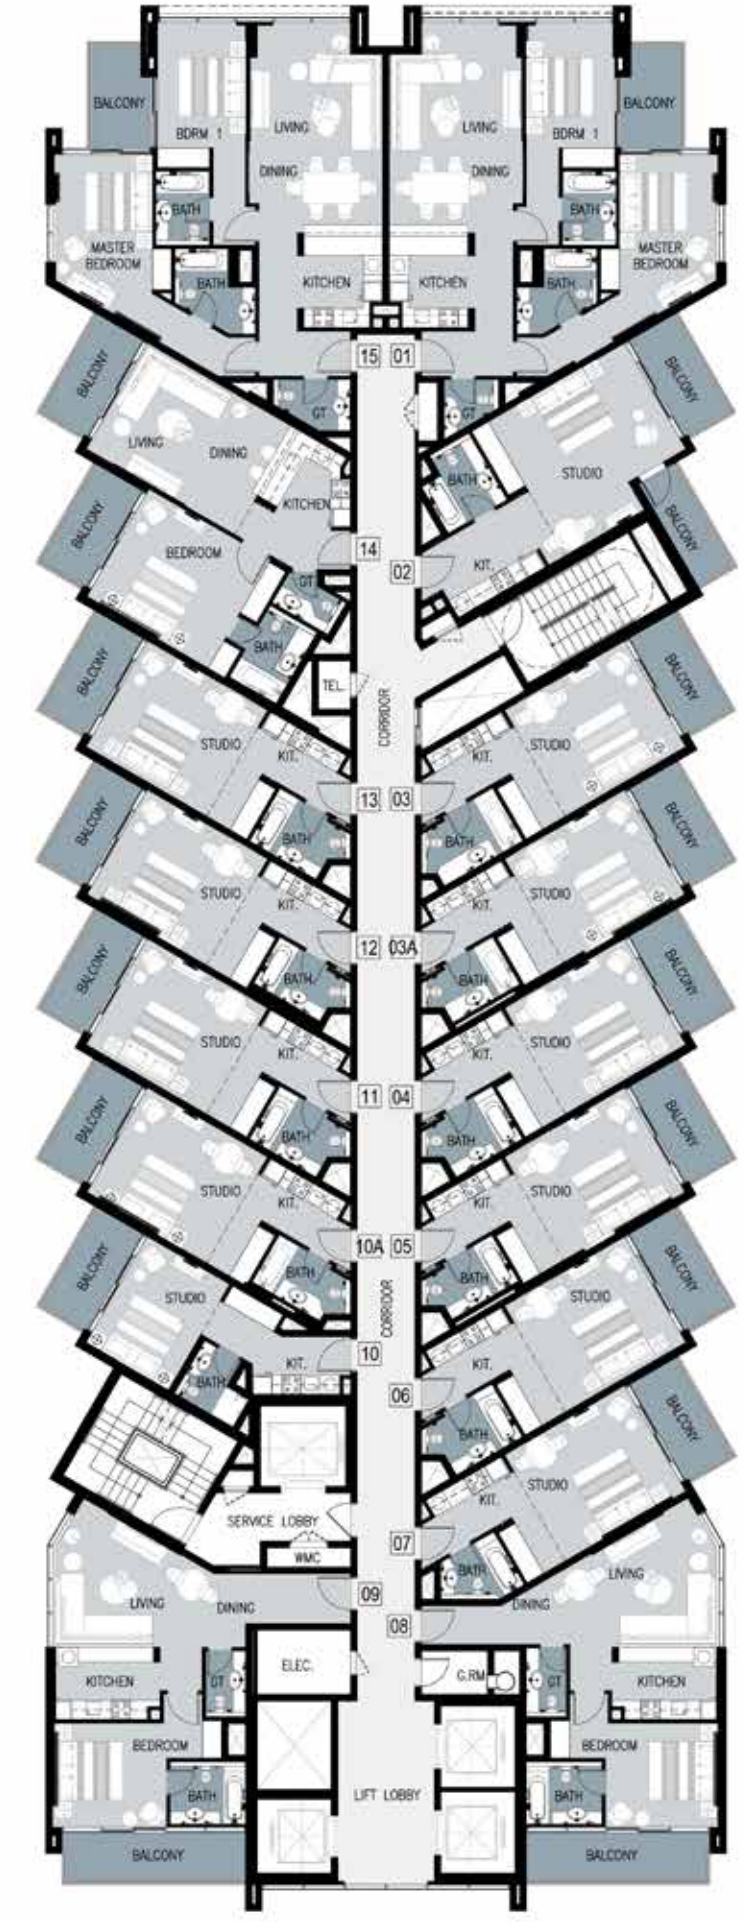 BALCONY
BDRM 1
LIVING
DINING
BATH
MASTER
BEDROOM
BATH
KITCHEN
LIVING
DINING
BDRM 1
BALCONY
BATH
MASTER
BEDROOM
BATH
KITCHEN
15
01
GT
GT
BALCONY
LIVING
DINING
KITCHEN
BALCONY
BATH
STUDIO
BALCONY
BEDROOM
14
GT
BATH
02
KIT.
BALCONY
TEL.
CORRIDOR
BALCONY
STUDIO
KIT.
13
BATH
BALCONY
KIT.
STUDIO
03
BATH
BALCONY
STUDIO
KIT.
12
BATH
BALCONY
KIT.
STUDIO
03A
BATH
BALCONY
STUDIO
KIT.
11
BATH
BALCONY
KIT.
STUDIO
04
BATH
BALCONY
STUDIO
KIT.
10A
BATH
BALCONY
KIT.
STUDIO
05
BATH
CORRIDOR
BALCONY
STUDIO
KIT.
10
BATH
BALCONY
STUDIO
KIT.
06
BATH
BALCONY
STUDIO
KIT.
07
BATH
SERVICE LOBBY
WMC
09
08
LIVING
DINING
KITCHEN
GT
BEDROOM
BATH
BALCONY
ELEC.
G.RM
LIFT LOBBY
LIVING
DINING
GT
KITCHEN
BEDROOM
BATH
BALCONY